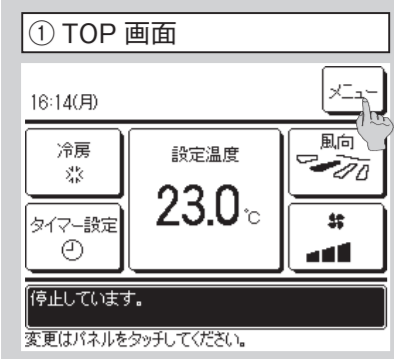 ① TOP 画面
16:14(月)
メニュー
冷房
設定温度
風向
23.0℃
タイマー設定
停止しています。
変更はパネルをタッチしてください。